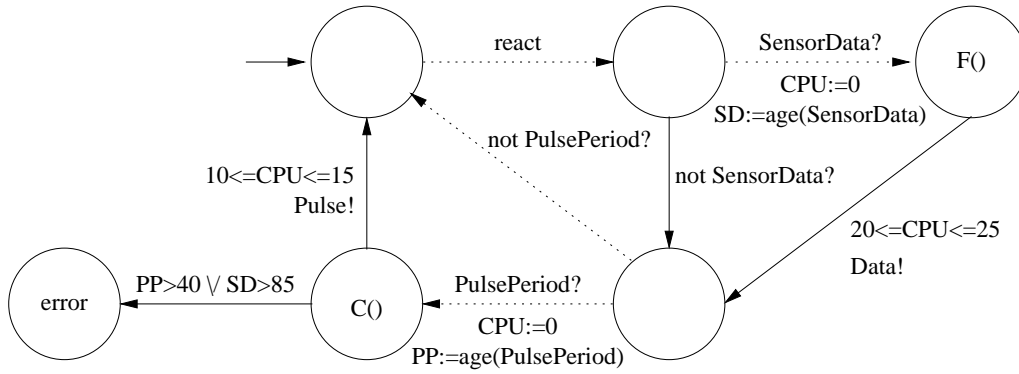 react
SensorData?
F()
CPU:=0
SD:=age(SensorData)
not PulsePeriod?
10<=CPU<=15
Pulse!
not SensorData?
20<=CPU<=25
Data!
error
PP>40 \/ SD>85
C()
PulsePeriod?
CPU:=0
PP:=age(PulsePeriod)